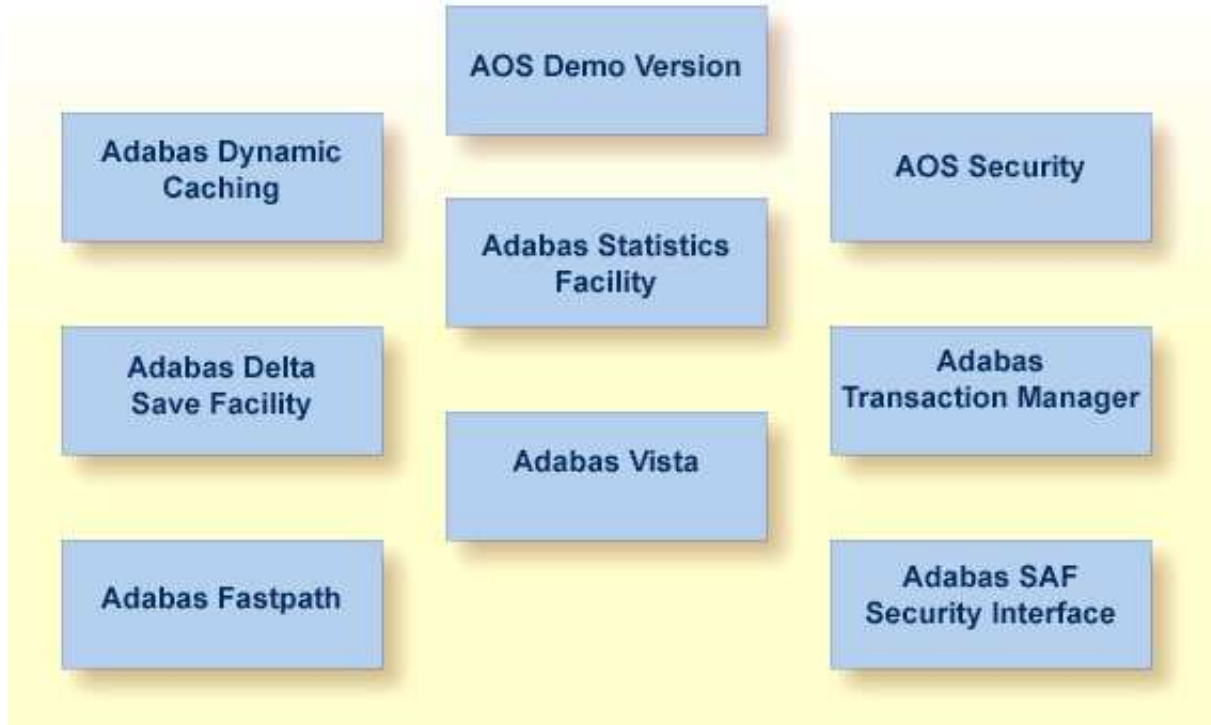 AOS Demo Version
Adabas Dynamic
Caching
AOS Security
Adabas Statistics
Facility
Adabas Delta
Save Facility
Adabas
Transaction Manager
Adabas Vista
Adabas Fastpath
Adabas SAF
Security Interface